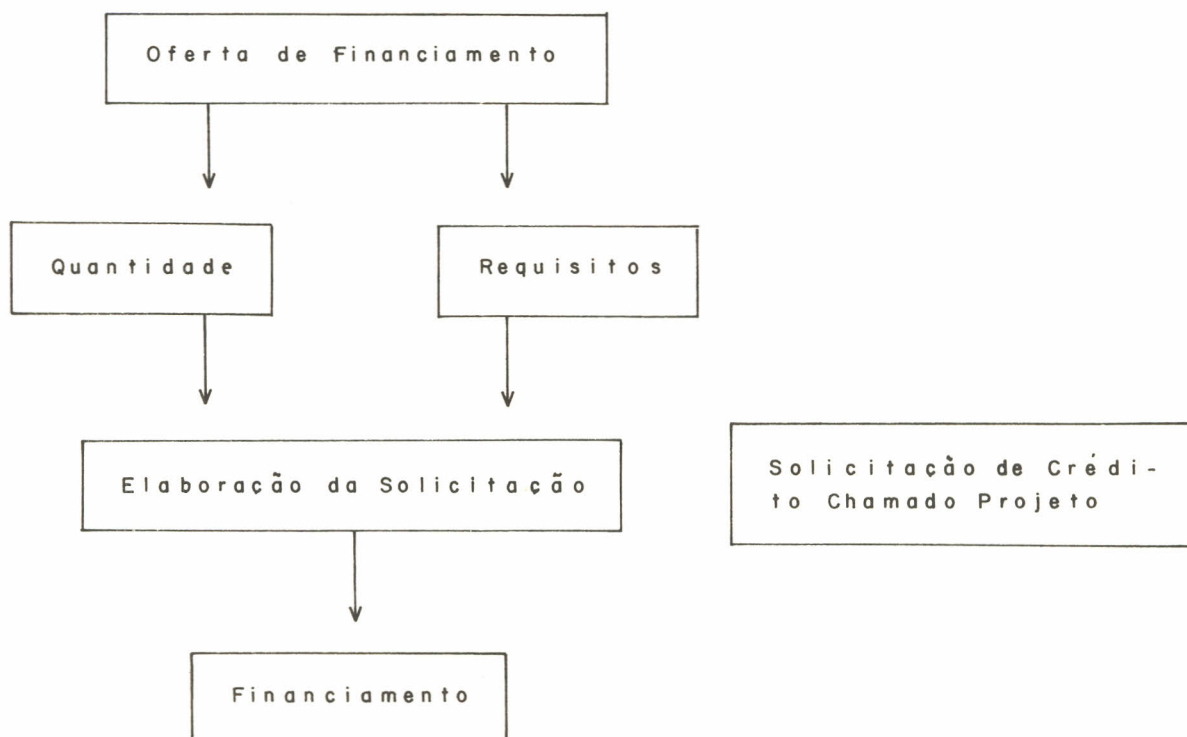 Oferta de Financiamento
Quantidade
Requisitos
Elaboração da Solicitação
Solicitação de Crédi-
to Chamado Projeto
Financiamento